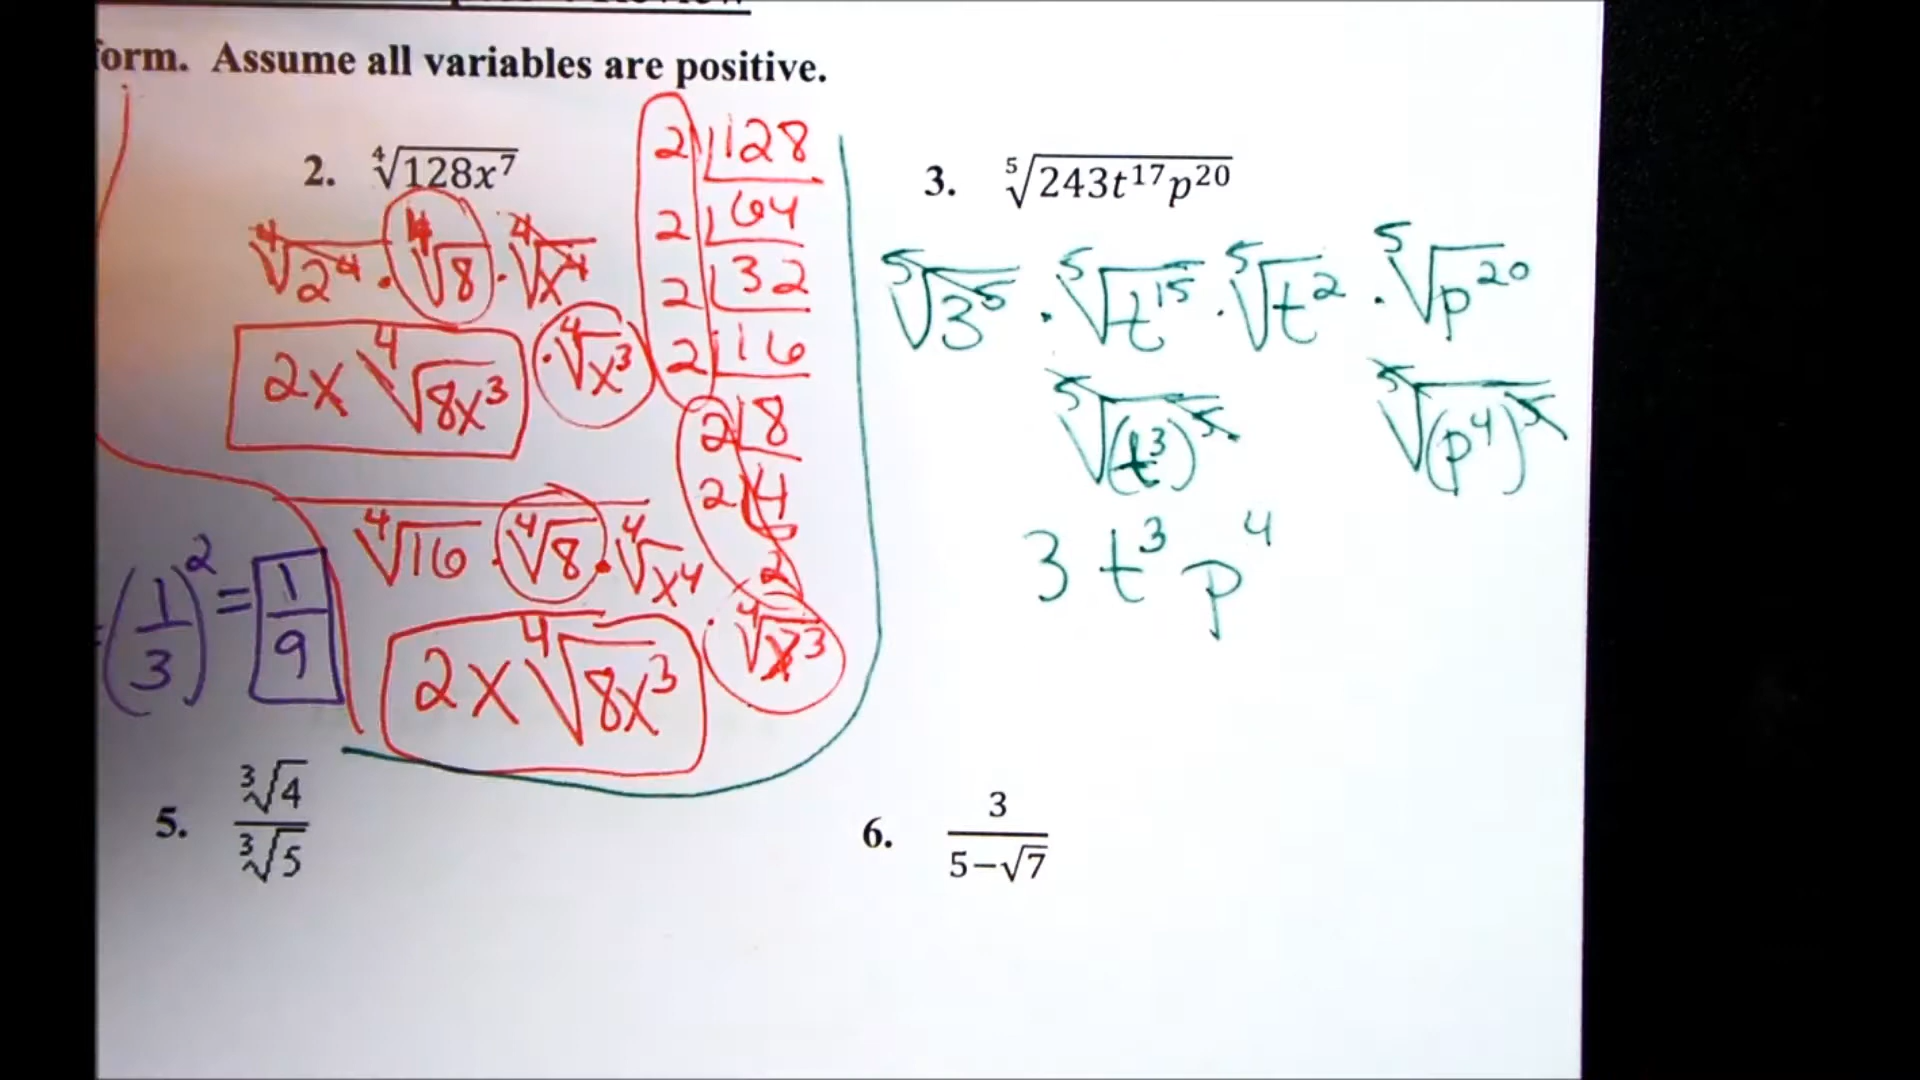 form. Assume all variables are positive.
2. ⁴√128x⁷
⁴√2⁴ · ⁴√8 · ⁴√x⁴
· ⁴√x³
2x ⁴√8x³
2 128
2 64
2 32
2 16
2 8
2 4
2
⁴√16 · ⁴√8 · ⁴√x⁴
· ⁴√x³
2x ⁴√8x³
= (1/3)² = 1/9
3. ⁵√243t¹⁷p²⁰
⁵√3⁵ · ⁵√t¹⁵ · ⁵√t² · ⁵√p²⁰
⁵√(t³)⁵ ⁵√(p⁴)⁵
3 t³ p⁴
5. ³√4 / ³√5
6. 3 / 5−√7